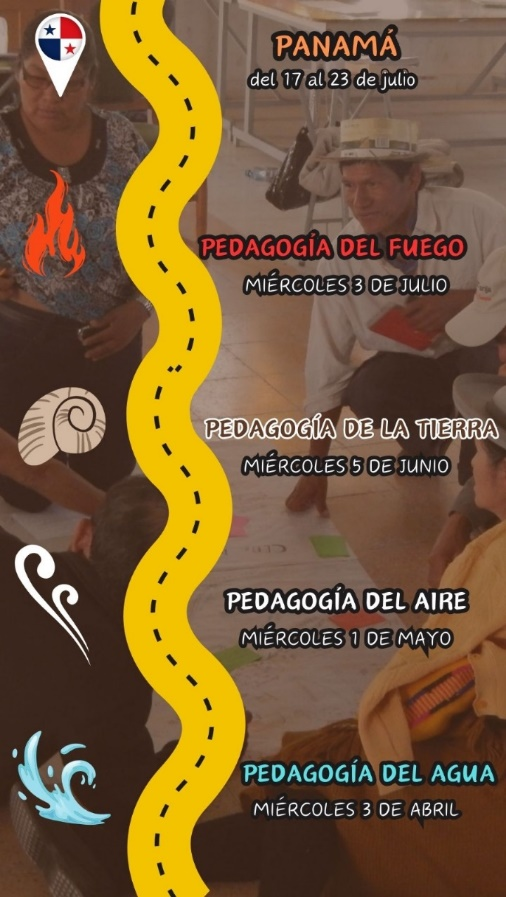 PANAMÁ
del 17 al 23 de julio
PEDAGOGÍA DEL FUEGO
MIÉRCOLES 3 DE JULIO
PEDAGOGÍA DE LA TIERRA
MIÉRCOLES 5 DE JUNIO
PEDAGOGÍA DEL AIRE
MIÉRCOLES 1 DE MAYO
PEDAGOGÍA DEL AGUA
MIÉRCOLES 3 DE ABRIL